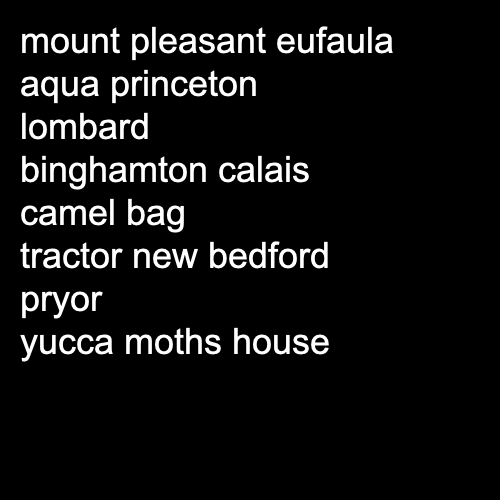 mount pleasant eufaula
aqua princeton
lombard
binghamton calais
camel bag
tractor new bedford
pryor
yucca moths house